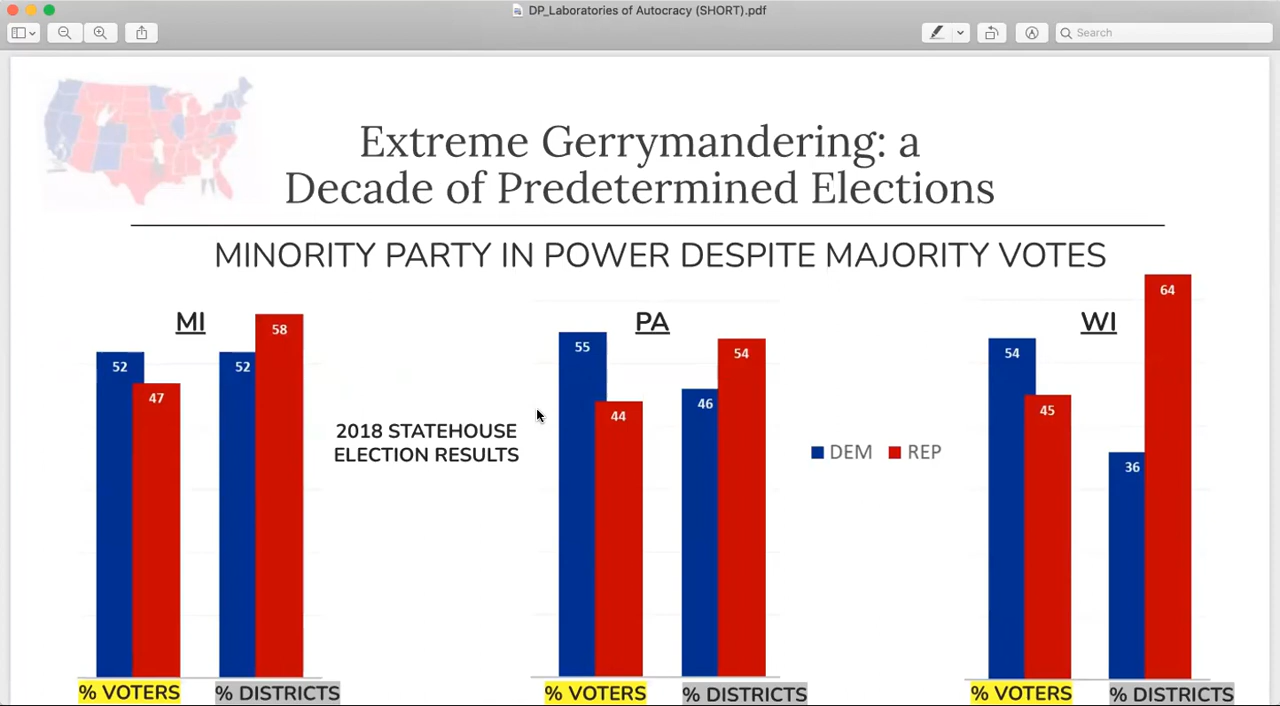 DP_Laboratories of Autocracy (SHORT).pdf
Search
Extreme Gerrymandering: a
Decade of Predetermined Elections
MINORITY PARTY IN POWER DESPITE MAJORITY VOTES
MI
52
47
52
58
% VOTERS
% DISTRICTS
2018 STATEHOUSE
ELECTION RESULTS
PA
55
44
46
54
% VOTERS
% DISTRICTS
DEM
REP
WI
54
45
36
64
% VOTERS
% DISTRICTS